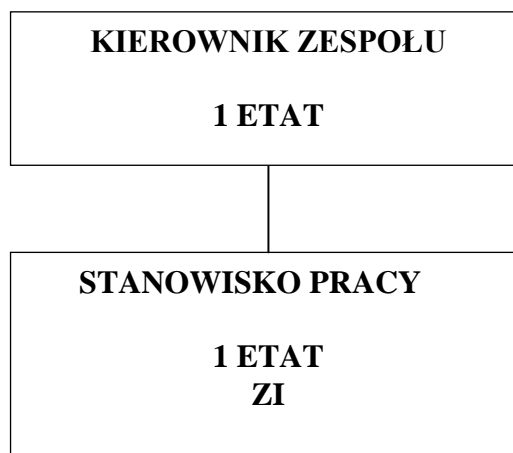 KIEROWNIK ZESPOŁU
1 ETAT
STANOWISKO PRACY
1 ETAT
ZI